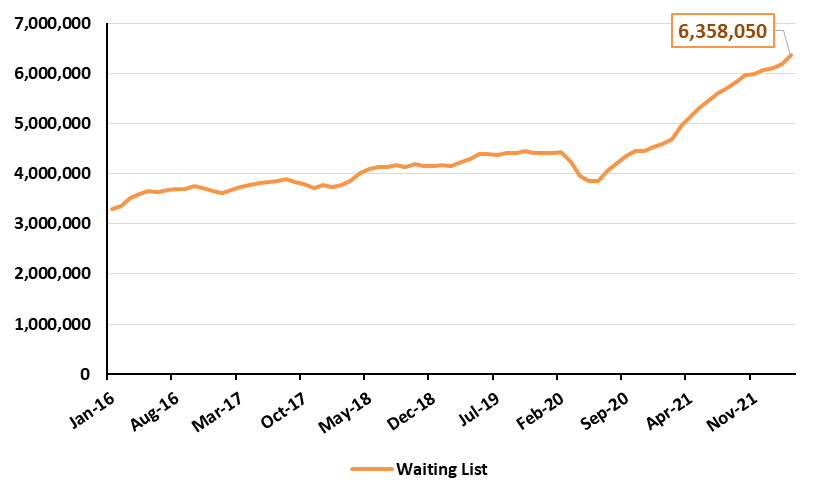 7,000,000
6,358,050
6,000,000
5,000,000
4,000,000
3,000,000
2,000,000
1,000,000
0
Jan-16
Aug-16
Mar-17
Oct-17
May-18
Dec-18
Jul-19
Feb-20
Sep-20
Apr-21
Nov-21
Waiting List